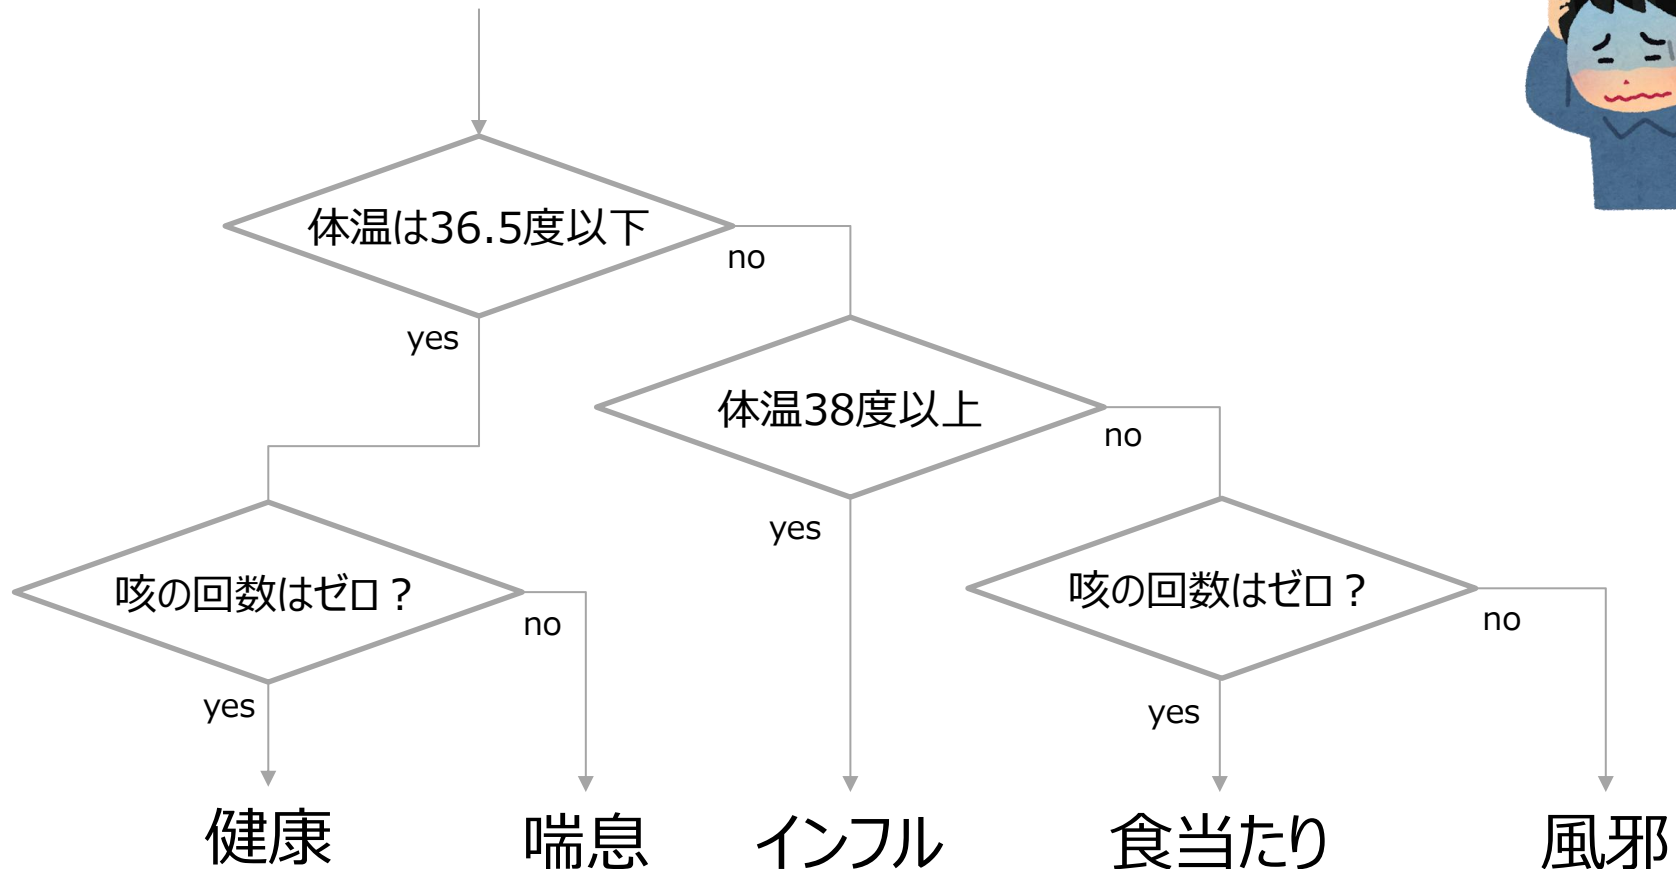 体温は36.5度以下
no
yes
体温38度以上
no
yes
咳の回数はゼロ？
no
yes
咳の回数はゼロ？
no
yes
健康
喘息
インフル
食当たり
風邪